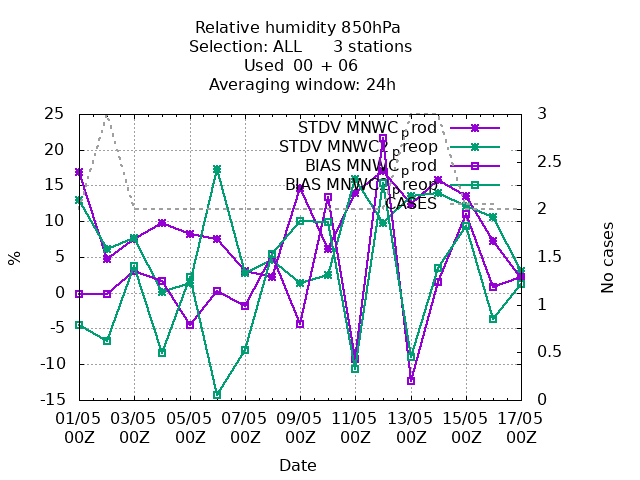 Relative humidity 850hPa
Selection: ALL 3 stations
Used 00 + 06
Averaging window: 24h
25
20
15
10
5
0
-5
-10
-15
3
2.5
2
1.5
1
0.5
0
%
No cases
STDV MNWC_prod
STDV MNWCP_preop
BIAS MNWC_prod
BIAS MNWCP_preop
CASES
01/05 03/05 05/05 07/05 09/05 11/05 13/05 15/05 17/05
00Z 00Z 00Z 00Z 00Z 00Z 00Z 00Z 00Z
Date